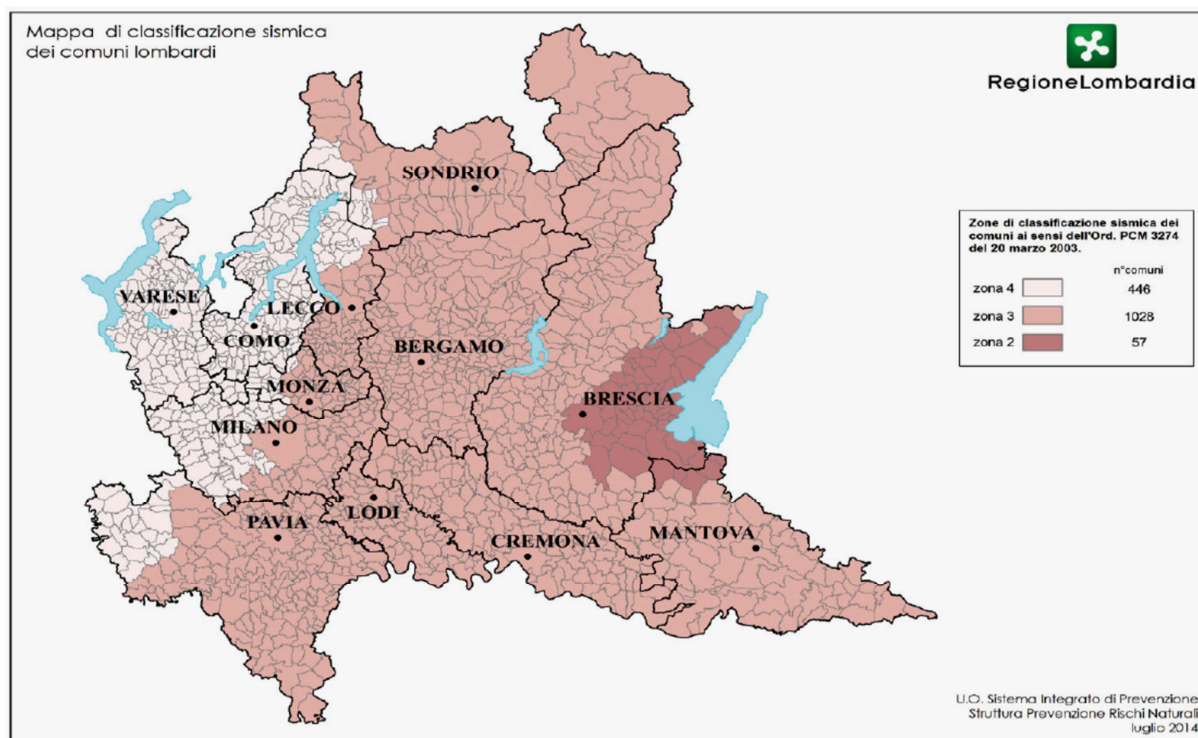 Mappa di classificazione sismica
dei comuni lombardi
RegioneLombardia
SONDRIO
VARESE
LECCO
COMO
BERGAMO
MONZA
BRESCIA
MILANO
PAVIA
LODI
CREMONA
MANTOVA
Zone di classificazione sismica dei
comuni ai sensi dell'Ord. PCM 3274
del 20 marzo 2003.
n°comuni
zona 4 446
zona 3 1028
zona 2 57
U.O. Sistema Integrato di Prevenzione
Struttura Prevenzione Rischi Naturali
luglio 2014